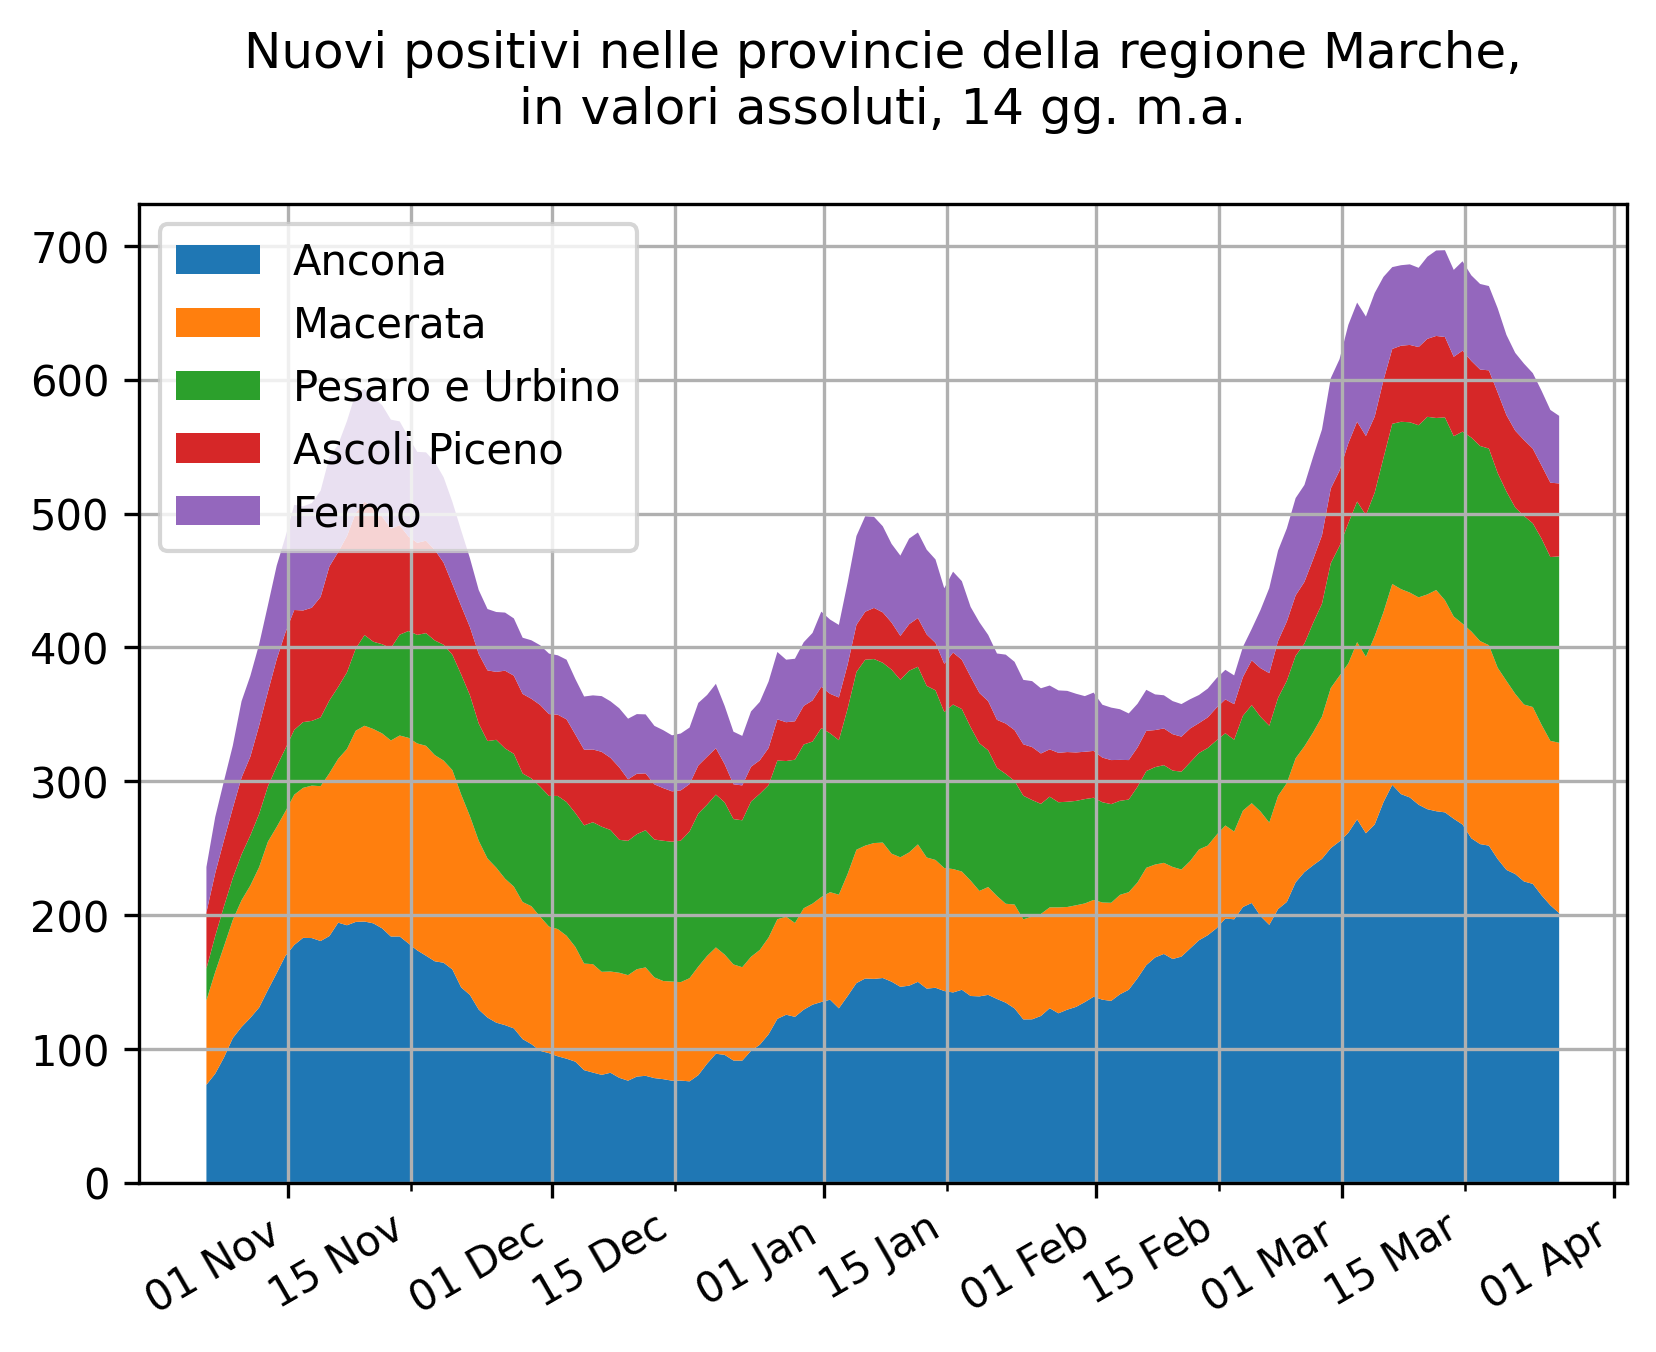 Nuovi positivi nelle provincie della regione Marche,
in valori assoluti, 14 gg. m.a.
700
600
500
400
300
200
100
0
Ancona
Macerata
Pesaro e Urbino
Ascoli Piceno
Fermo
01 Nov
15 Nov
01 Dec
15 Dec
01 Jan
15 Jan
01 Feb
15 Feb
01 Mar
15 Mar
01 Apr